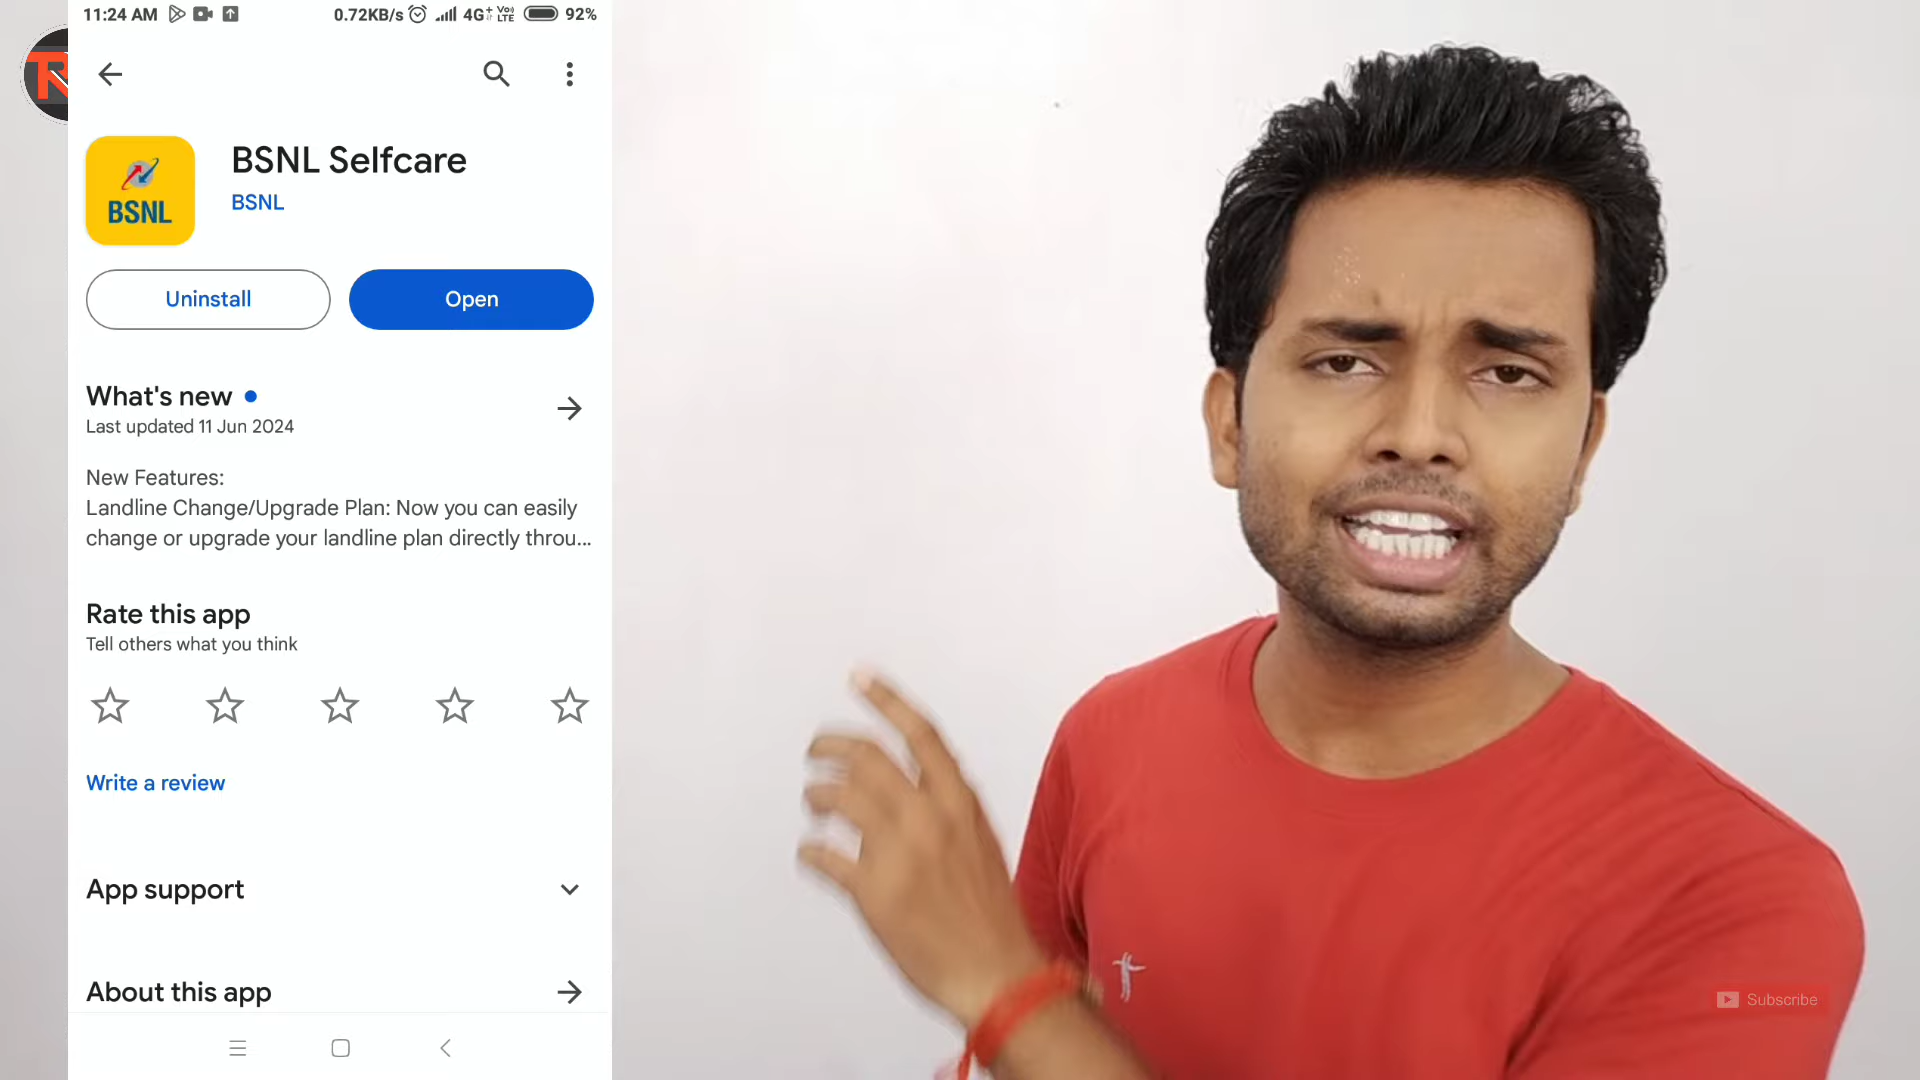 11:24 AM
0.72KB/s
4G+
Vo)
LTE
92%
BSNL Selfcare
BSNL
BSNL
Uninstall
Open
What's new
Last updated 11 Jun 2024
New Features:
Landline Change/Upgrade Plan: Now you can easily
change or upgrade your landline plan directly throu...
Rate this app
Tell others what you think
Write a review
App support
About this app
Subscribe